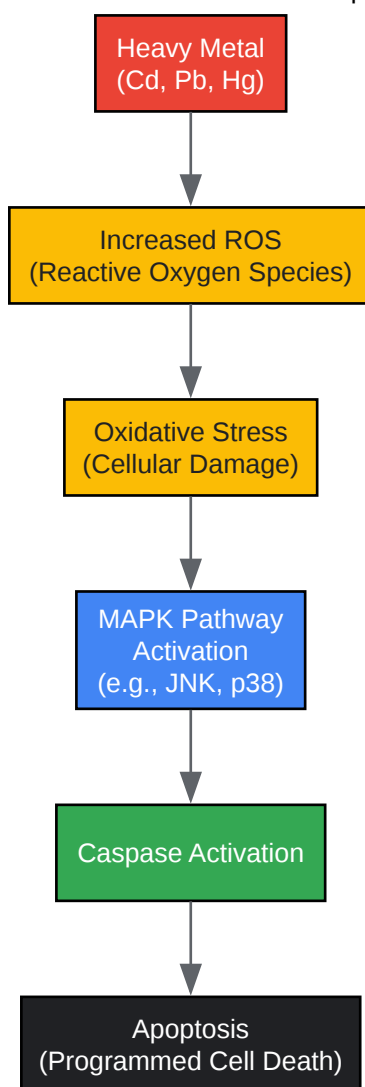 Heavy Metal
(Cd, Pb, Hg)
Increased ROS
(Reactive Oxygen Species)
Oxidative Stress
(Cellular Damage)
MAPK Pathway
Activation
(e.g., JNK, p38)
Caspase Activation
Apoptosis
(Programmed Cell Death)